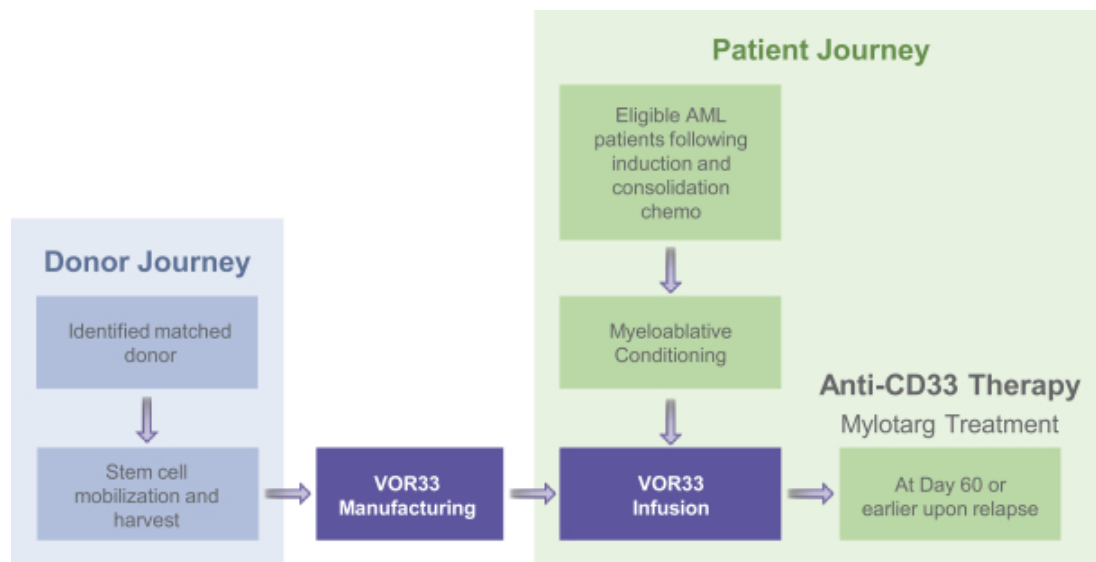 Patient Journey
Eligible AML
patients following
induction and
consolidation
chemo
Donor Journey
Identified matched
donor
Myeloablative
Conditioning
Anti-CD33 Therapy
Mylotarg Treatment
Stem cell
mobilization and
harvest
VOR33
Manufacturing
VOR33
Infusion
At Day 60 or
earlier upon relapse